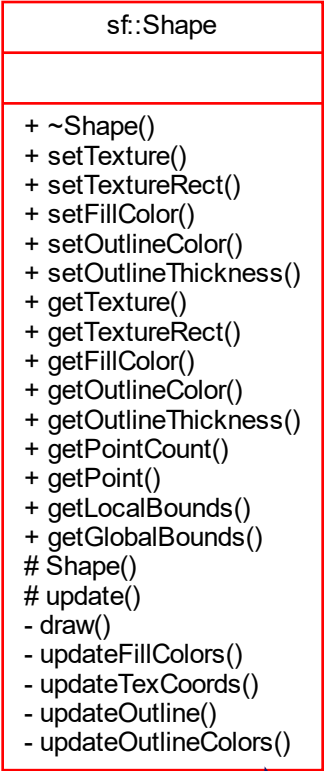 sf::Shape
+ ~Shape()
+ setTexture()
+ setTextureRect()
+ setFillColor()
+ setOutlineColor()
+ setOutlineThickness()
+ getTexture()
+ getTextureRect()
+ getFillColor()
+ getOutlineColor()
+ getOutlineThickness()
+ getPointCount()
+ getPoint()
+ getLocalBounds()
+ getGlobalBounds()
# Shape()
# update()
- draw()
- updateFillColors()
- updateTexCoords()
- updateOutline()
- updateOutlineColors()